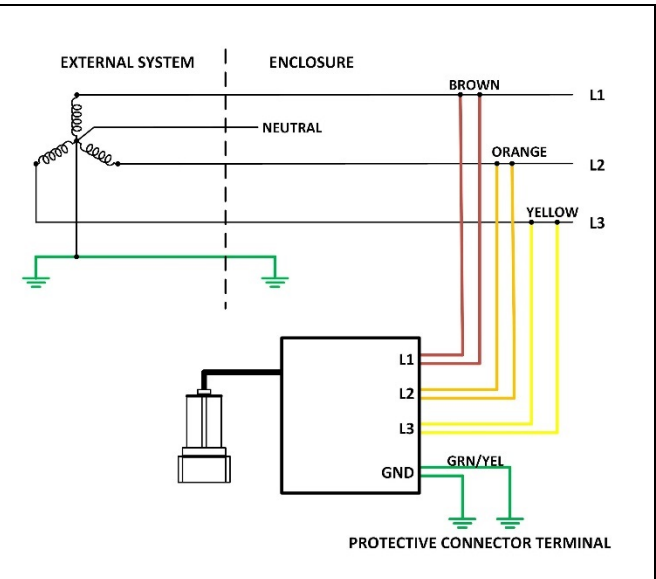 EXTERNAL SYSTEM
ENCLOSURE
BROWN
L1
NEUTRAL
ORANGE
L2
YELLOW
L3
L1
L2
L3
GND
GRN/YEL
PROTECTIVE CONNECTOR TERMINAL